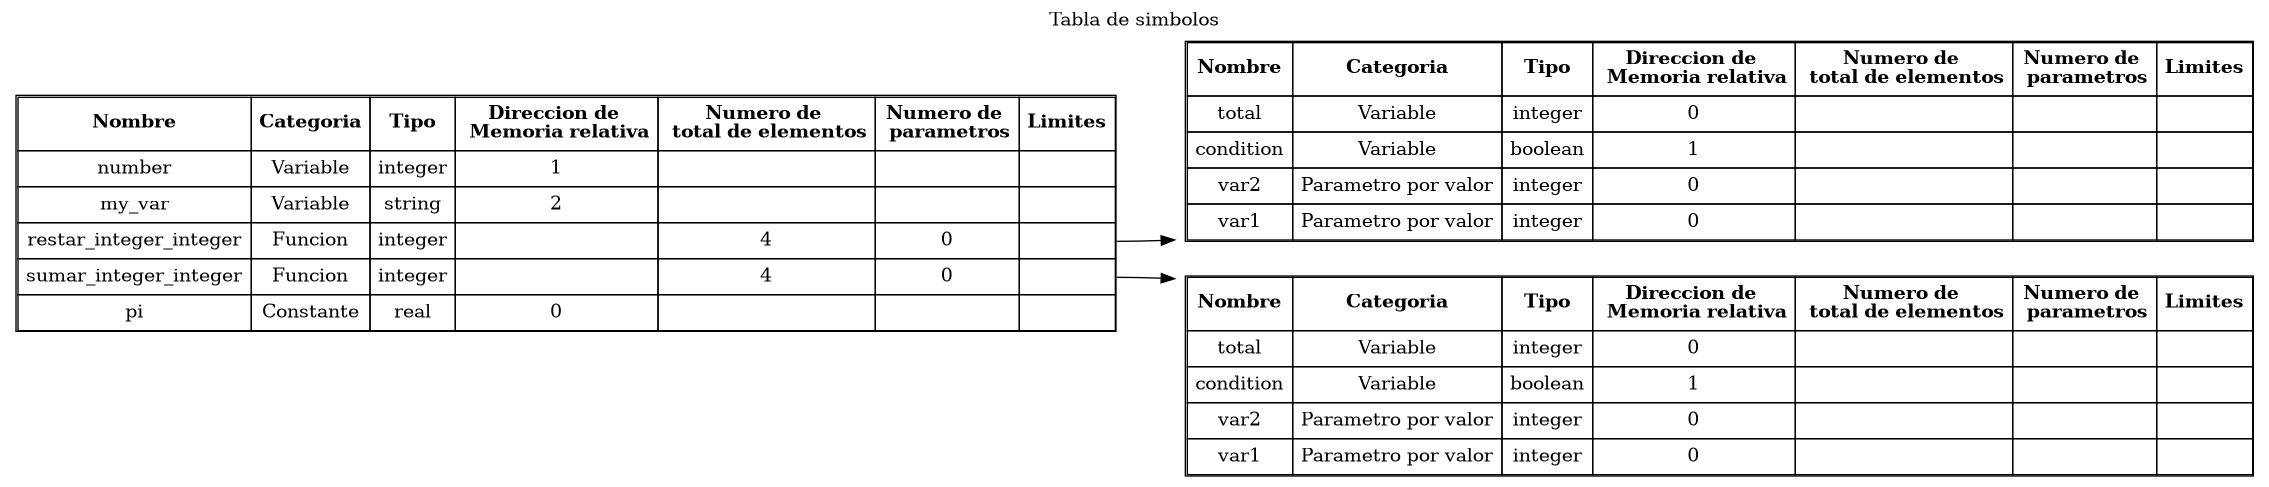 Tabla de simbolos
Nombre Categoria Tipo Direccion de Memoria relativa Numero de total de elementos Numero de parametros Limites
number Variable integer 1
my_var Variable string 2
restar_integer_integer Funcion integer 4 0
sumar_integer_integer Funcion integer 4 0
pi Constante real 0
Nombre Categoria Tipo Direccion de Memoria relativa Numero de total de elementos Numero de parametros Limites
total Variable integer 0
condition Variable boolean 1
var2 Parametro por valor integer 0
var1 Parametro por valor integer 0
Nombre Categoria Tipo Direccion de Memoria relativa Numero de total de elementos Numero de parametros Limites
total Variable integer 0
condition Variable boolean 1
var2 Parametro por valor integer 0
var1 Parametro por valor integer 0